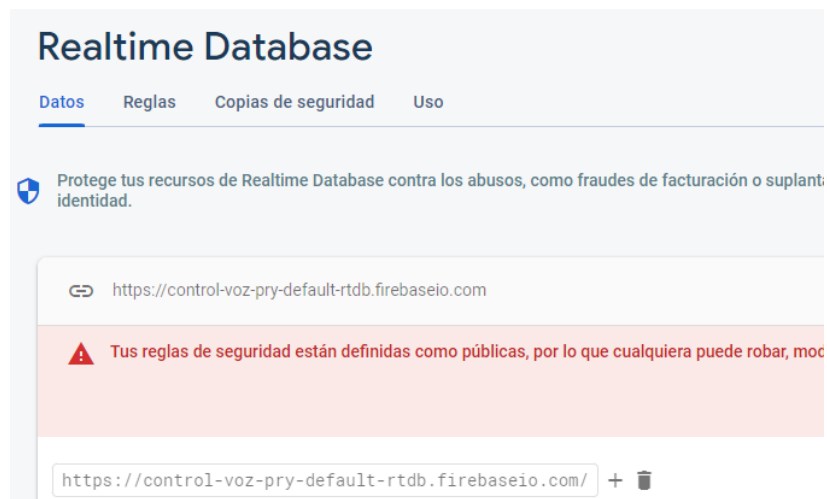 Realtime Database
Datos Reglas Copias de seguridad Uso
Protege tus recursos de Realtime Database contra los abusos, como fraudes de facturación o suplant
identidad.
https://control-voz-pry-default-rtdb.firebaseio.com
Tus reglas de seguridad están definidas como públicas, por lo que cualquiera puede robar, mod
https://control-voz-pry-default-rtdb.firebaseio.com/